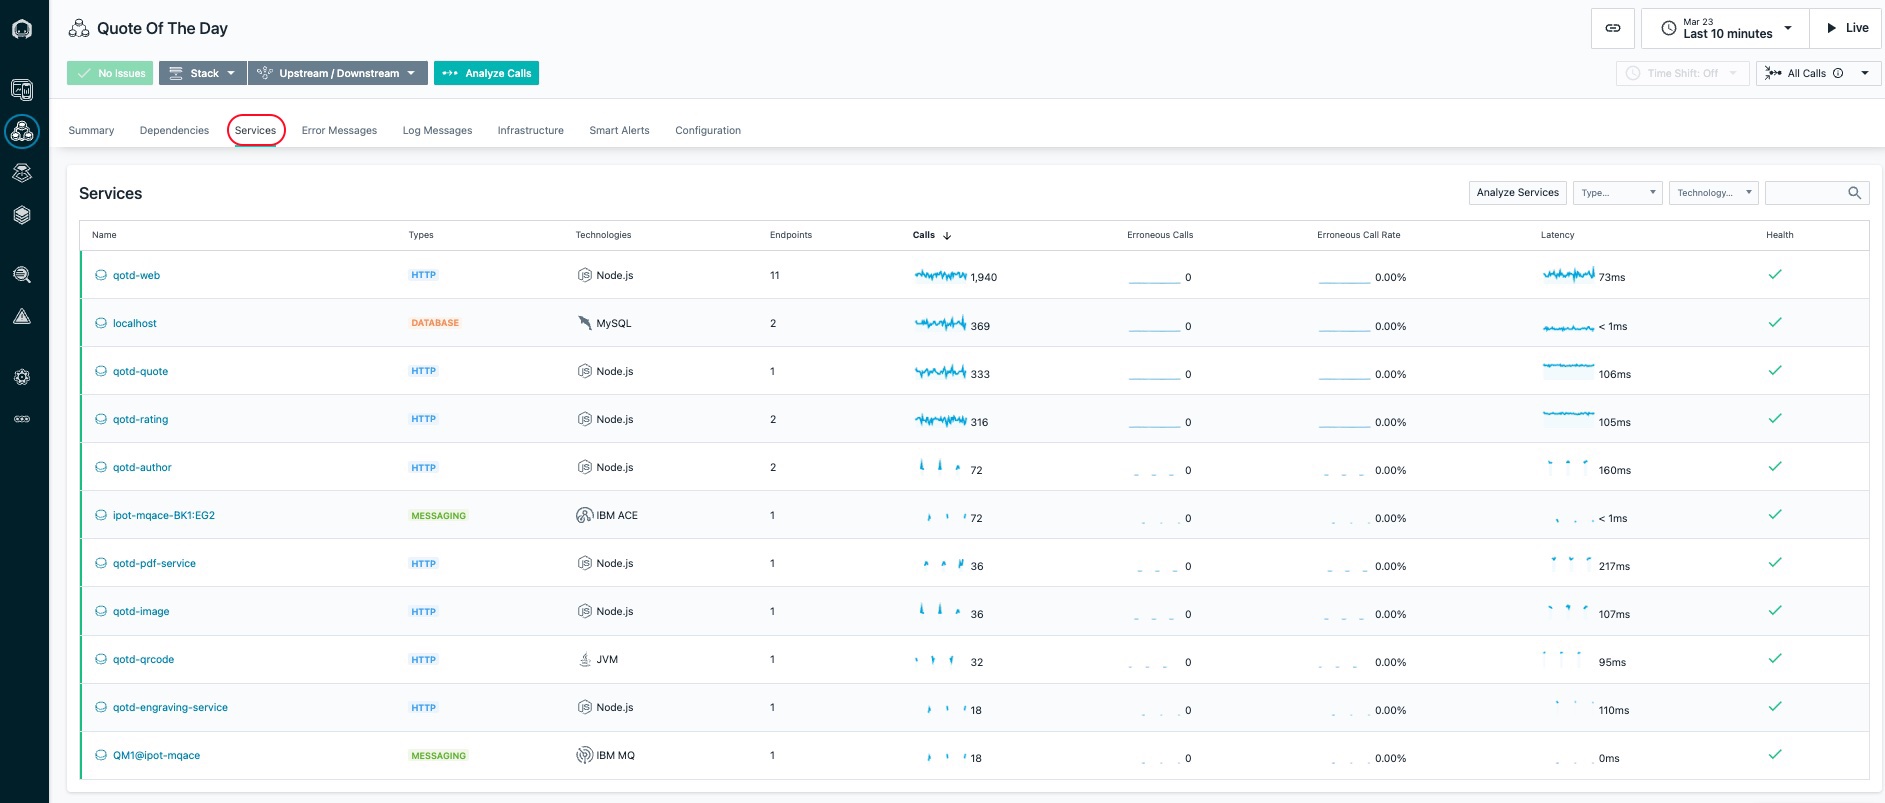 Quote Of The Day
Mar 23
Last 10 minutes
Live
No Issues
Stack
Upstream / Downstream
Analyze Calls
Time Shift: Off
All Calls
Summary Dependencies Services Error Messages Log Messages Infrastructure Smart Alerts Configuration
Services
Analyze Services
Type...
Technology...
Name Types Technologies Endpoints Calls Erroneous Calls Erroneous Call Rate Latency Health
qotd-web HTTP Node.js 11 1,940 0 0.00% 73ms
localhost DATABASE MySQL 2 369 0 0.00% < 1ms
qotd-quote HTTP Node.js 1 333 0 0.00% 106ms
qotd-rating HTTP Node.js 2 316 0 0.00% 105ms
qotd-author HTTP Node.js 2 72 0 0.00% 160ms
ipot-mqace-BK1:EG2 MESSAGING IBM ACE 1 72 0 0.00% < 1ms
qotd-pdf-service HTTP Node.js 1 36 0 0.00% 217ms
qotd-image HTTP Node.js 1 36 0 0.00% 107ms
qotd-qrcode HTTP JVM 1 32 0 0.00% 95ms
qotd-engraving-service HTTP Node.js 1 18 0 0.00% 110ms
QM1@ipot-mqace MESSAGING IBM MQ 1 18 0 0.00% 0ms